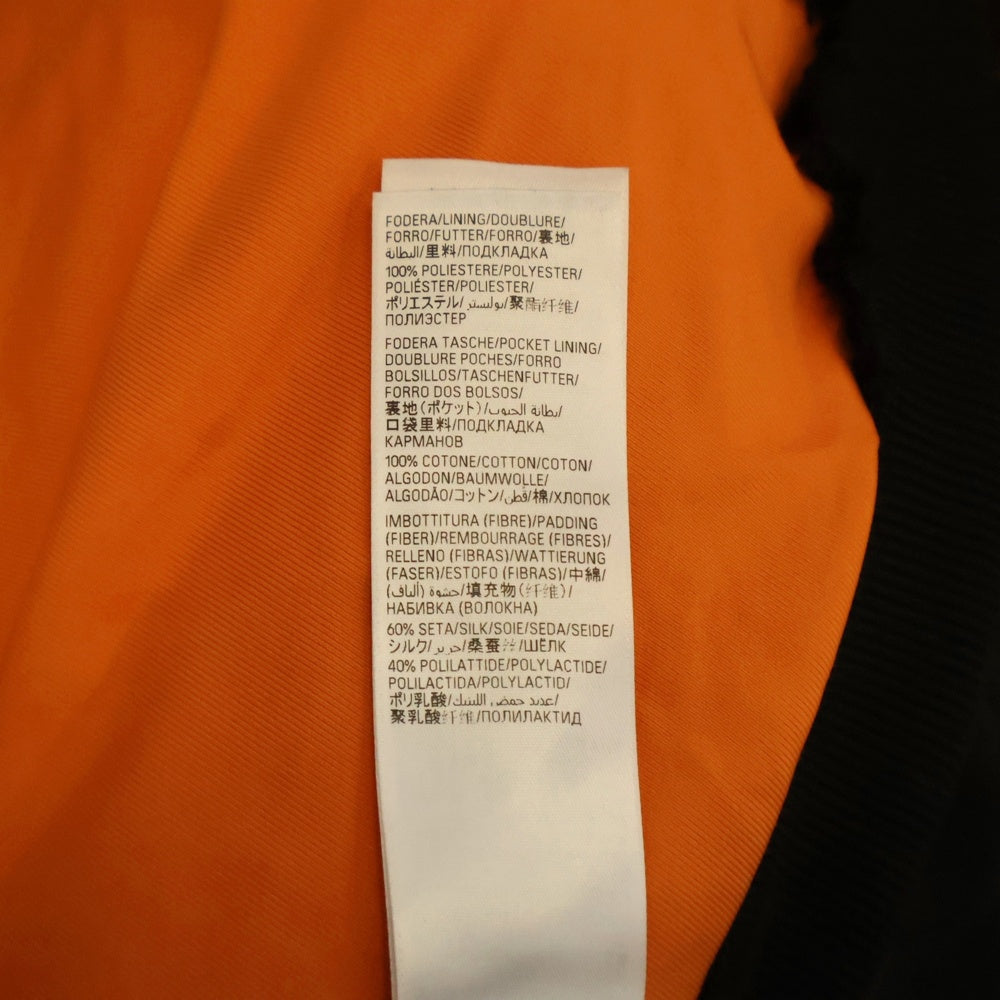 FODERA/LINING/DOUBLURE/
FORRO/FUTTER/FORRO/裏地/
البطانة/里料/ПОДКЛАДКА
100% POLIESTERE/POLYESTER/
POLIÉSTER/POLIESTER/
ポリエステル/بوليستر/聚酯纤维/
ПОЛИЭСТЕР
FODERA TASCHE/POCKET LINING/
DOUBLURE POCHES/FORRO
BOLSILLOS/TASCHENFUTTER/
FORRO DOS BOLSOS/
裏地(ポケット)/بطانة الجيوب/
口袋里料/ПОДКЛАДКА
КАРМАНОВ
100% COTONE/COTTON/COTON/
ALGODON/BAUMWOLLE/
ALGODÃO/コットン/قطن/棉/ХЛОПОК
IMBOTTITURA (FIBRE)/PADDING
(FIBER)/REMBOURRAGE (FIBRES)/
RELLENO (FIBRAS)/WATTIERUNG
(FASER)/ESTOFO (FIBRAS)/中綿/
حشوة (ألياف)/填充物(纤维)/
НАБИВКА (ВОЛОКНА)
60% SETA/SILK/SOIE/SEDA/SEIDE/
シルク/حرير/桑蚕丝/ШЁЛК
40% POLILATTIDE/POLYLACTIDE/
POLILACTIDA/POLYLACTID/
ポリ乳酸/عديد حمض اللبنيك/
聚乳酸纤维/ПОЛИЛАКТИД